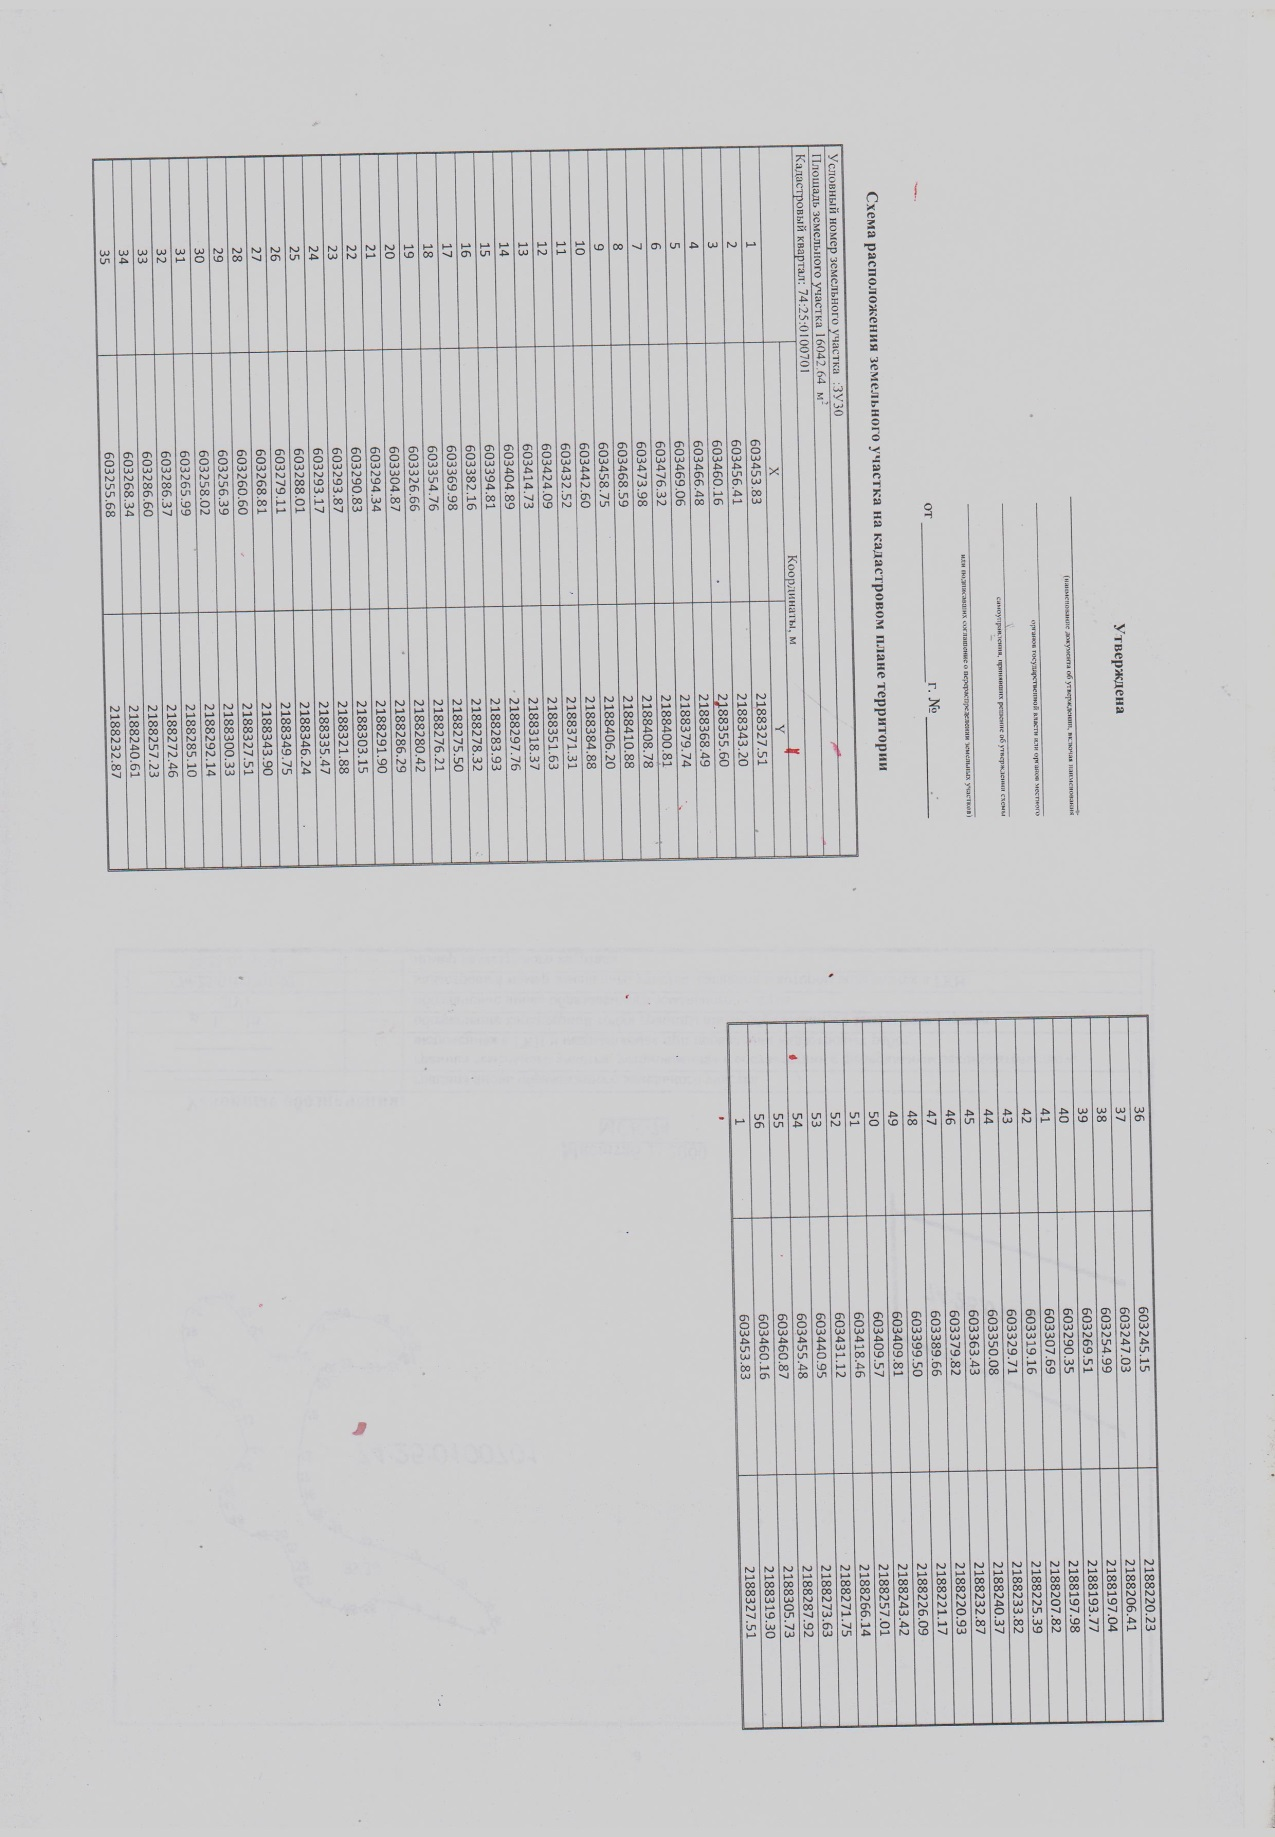 Утверждена
(наименование документа об утверждении, включая наименования
органов государственной власти или органов местного
самоуправления, принявших решение об утверждении схемы
или подписавших соглашение о перераспределении земельных участков)
от ____________ г. № ________
Схема расположения земельного участка на кадастровом плане территории
Условный номер земельного участка :ЗУ30
Площадь земельного участка 16042.64 м²
Кадастровый квартал: 74:25:0100701
Координаты, м
X Y
1 603453.83 2188327.51
2 603456.41 2188343.20
3 603460.16 2188355.60
4 603466.48 2188368.49
5 603469.06 2188379.74
6 603476.32 2188400.81
7 603473.98 2188408.78
8 603468.59 2188410.88
9 603458.75 2188406.20
10 603442.60 2188384.88
11 603432.52 2188371.31
12 603424.09 2188351.63
13 603414.73 2188318.37
14 603404.89 2188297.76
15 603394.81 2188283.93
16 603382.16 2188278.32
17 603369.98 2188275.50
18 603354.76 2188276.21
19 603326.66 2188280.42
20 603304.87 2188286.29
21 603294.34 2188291.90
22 603290.83 2188303.15
23 603293.87 2188321.88
24 603293.17 2188335.47
25 603288.01 2188346.24
26 603279.11 2188349.75
27 603268.81 2188343.90
28 603260.60 2188327.51
29 603256.39 2188300.33
30 603258.02 2188292.14
31 603265.99 2188285.10
32 603286.37 2188272.46
33 603286.60 2188257.23
34 603268.34 2188240.61
35 603255.68 2188232.87
36 603245.15 2188220.23
37 603247.03 2188206.41
38 603254.99 2188197.04
39 603269.51 2188193.77
40 603290.35 2188197.98
41 603307.69 2188207.82
42 603319.16 2188225.39
43 603329.71 2188233.82
44 603350.08 2188240.37
45 603363.43 2188232.87
46 603379.82 2188220.93
47 603389.66 2188221.17
48 603399.50 2188226.09
49 603409.81 2188243.42
50 603409.57 2188257.01
51 603418.46 2188266.14
52 603431.12 2188271.75
53 603440.95 2188273.63
54 603455.48 2188287.92
55 603460.87 2188305.73
56 603460.16 2188319.30
1 603453.83 2188327.51